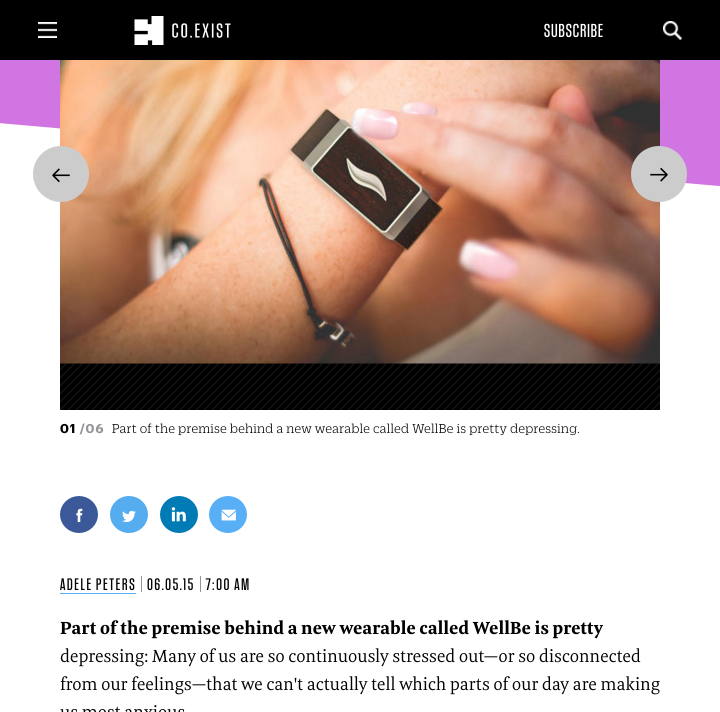 CO.EXIST
SUBSCRIBE
01 /06 Part of the premise behind a new wearable called WellBe is pretty depressing.
f
in
ADELE PETERS | 06.05.15 | 7:00 AM
Part of the premise behind a new wearable called WellBe is pretty
depressing: Many of us are so continuously stressed out—or so disconnected
from our feelings—that we can't actually tell which parts of our day are making
us most anxious.